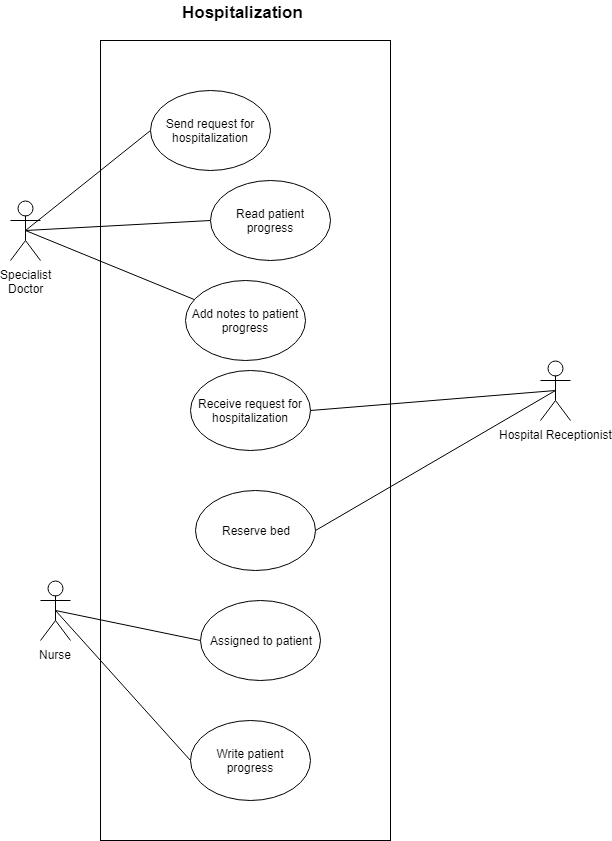 Hospitalization
Send request for
hospitalization
Read patient
progress
Specialist
Doctor
Add notes to patient
progress
Receive request for
hospitalization
Hospital Receptionist
Reserve bed
Assigned to patient
Nurse
Write patient
progress